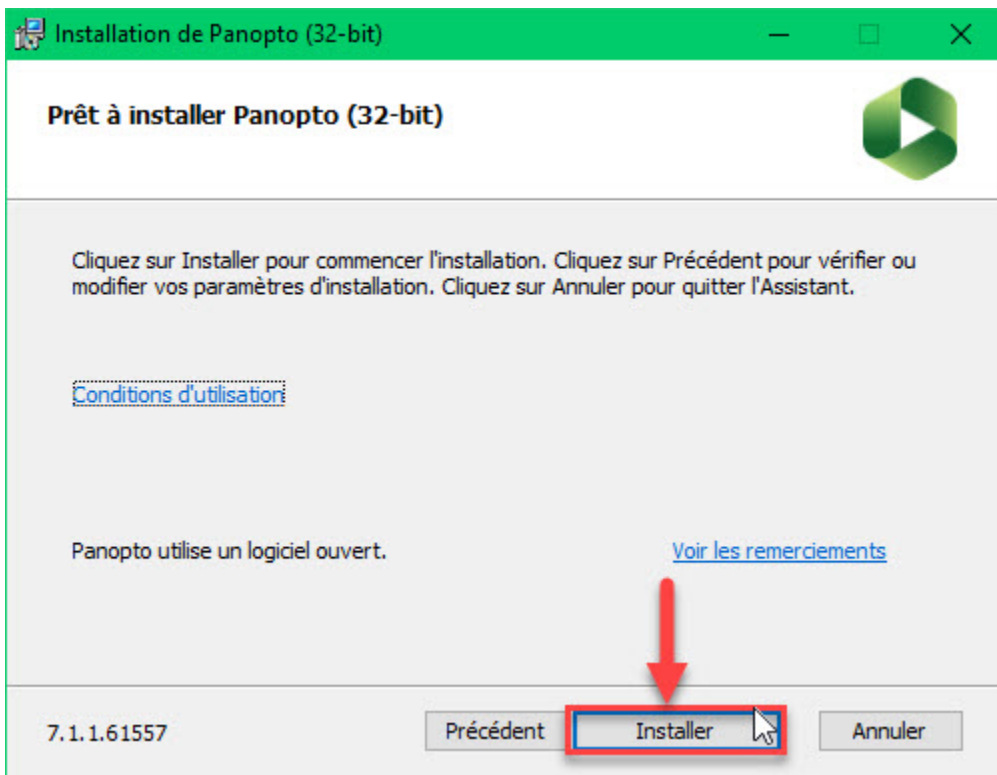 Installation de Panopto (32-bit)
Prêt à installer Panopto (32-bit)
Cliquez sur Installer pour commencer l'installation. Cliquez sur Précédent pour vérifier ou
modifier vos paramètres d'installation. Cliquez sur Annuler pour quitter l'Assistant.
Conditions d'utilisation
Panopto utilise un logiciel ouvert. Voir les remerciements
7.1.1.61557 Précédent Installer Annuler